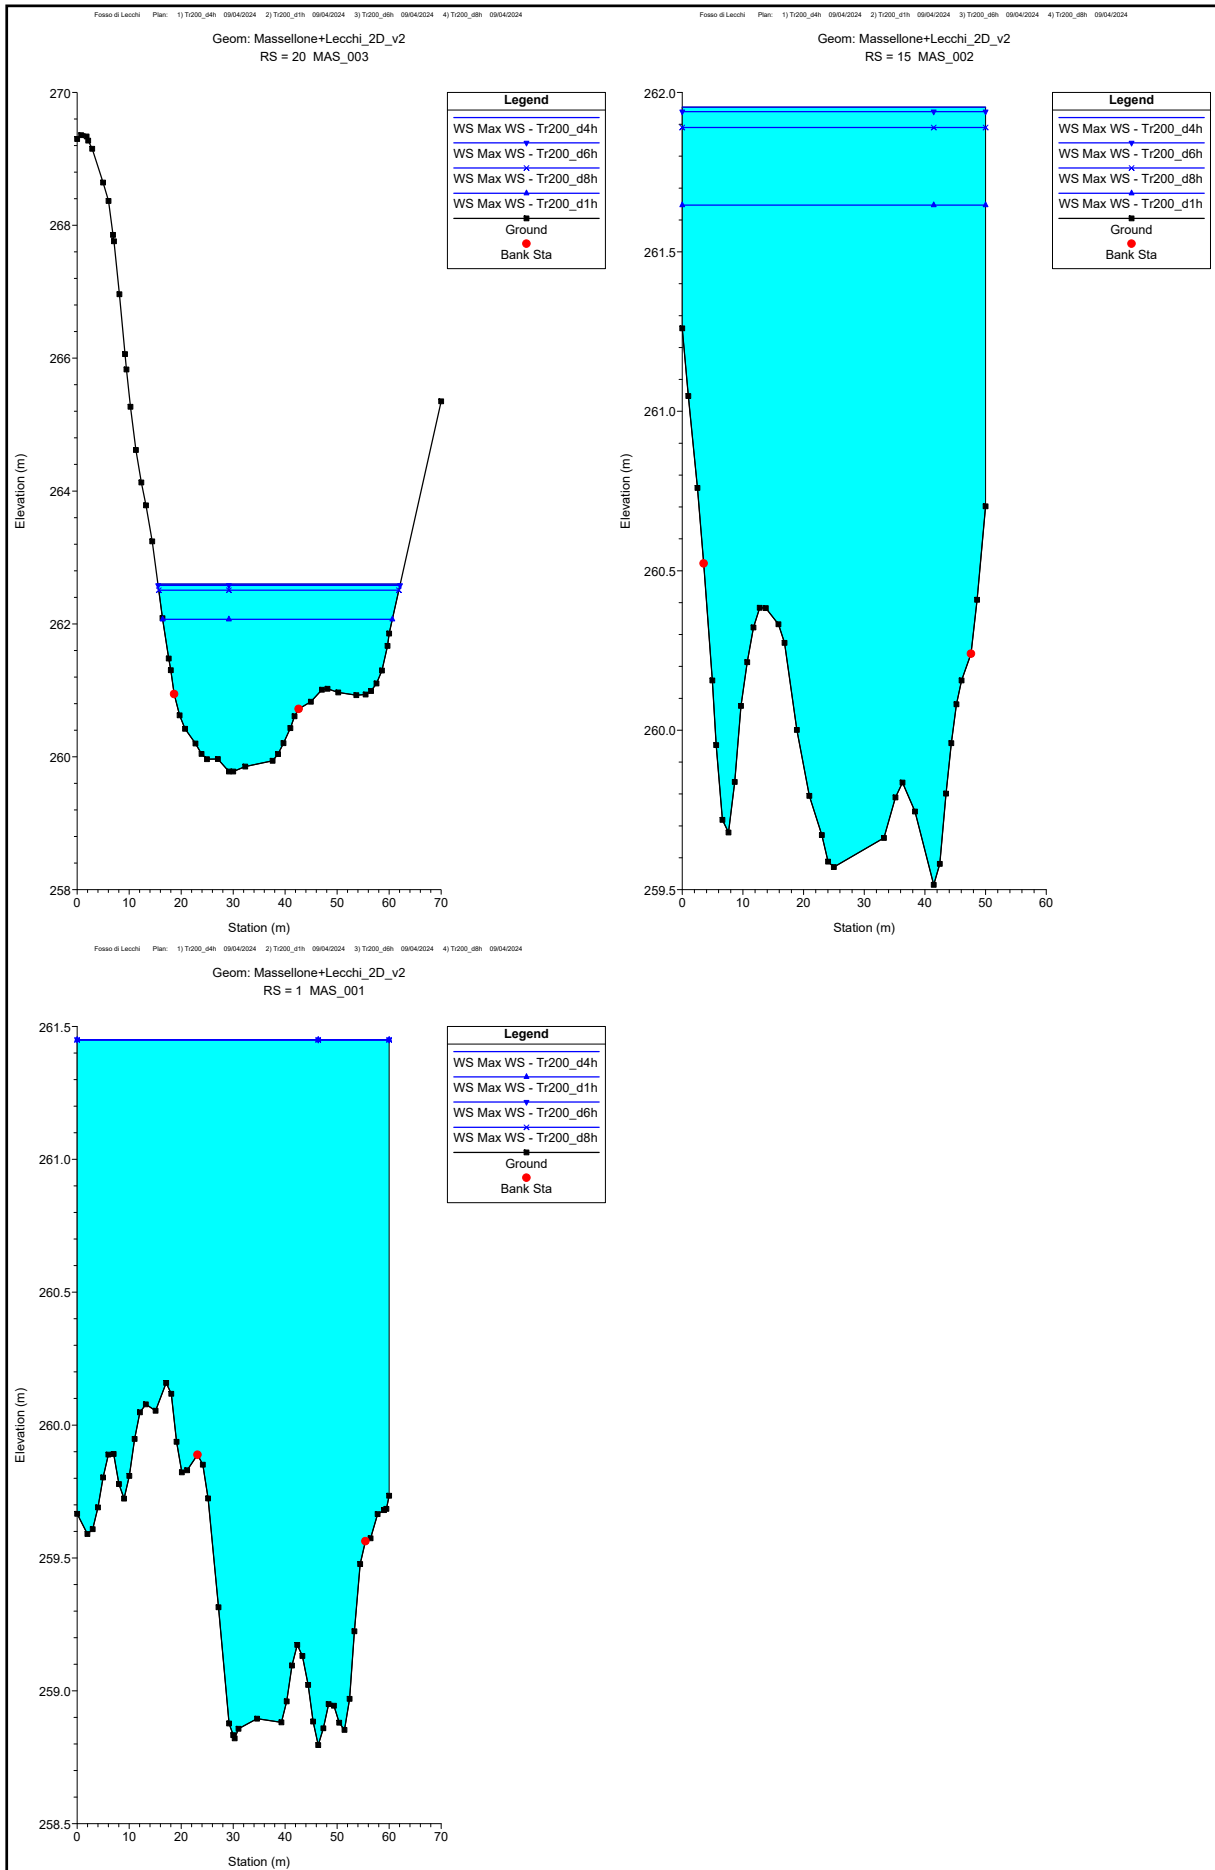 Fosso di Lecchi Plan: 1) Tr200_d4h 09/04/2024 2) Tr200_d1h 09/04/2024 3) Tr200_d6h 09/04/2024 4) Tr200_d8h 09/04/2024
Geom: Massellone+Lecchi_2D_v2
RS = 20 MAS_003
270
268
266
264
262
260
258
Elevation (m)
0 10 20 30 40 50 60 70
Station (m)
Legend
WS Max WS - Tr200_d4h
WS Max WS - Tr200_d6h
WS Max WS - Tr200_d8h
WS Max WS - Tr200_d1h
Ground
Bank Sta
Fosso di Lecchi Plan: 1) Tr200_d4h 09/04/2024 2) Tr200_d1h 09/04/2024 3) Tr200_d6h 09/04/2024 4) Tr200_d8h 09/04/2024
Geom: Massellone+Lecchi_2D_v2
RS = 15 MAS_002
262.0
261.5
261.0
260.5
260.0
259.5
Elevation (m)
0 10 20 30 40 50 60
Station (m)
Legend
WS Max WS - Tr200_d4h
WS Max WS - Tr200_d6h
WS Max WS - Tr200_d8h
WS Max WS - Tr200_d1h
Ground
Bank Sta
Fosso di Lecchi Plan: 1) Tr200_d4h 09/04/2024 2) Tr200_d1h 09/04/2024 3) Tr200_d6h 09/04/2024 4) Tr200_d8h 09/04/2024
Geom: Massellone+Lecchi_2D_v2
RS = 1 MAS_001
261.5
261.0
260.5
260.0
259.5
259.0
258.5
Elevation (m)
0 10 20 30 40 50 60 70
Station (m)
Legend
WS Max WS - Tr200_d4h
WS Max WS - Tr200_d1h
WS Max WS - Tr200_d6h
WS Max WS - Tr200_d8h
Ground
Bank Sta